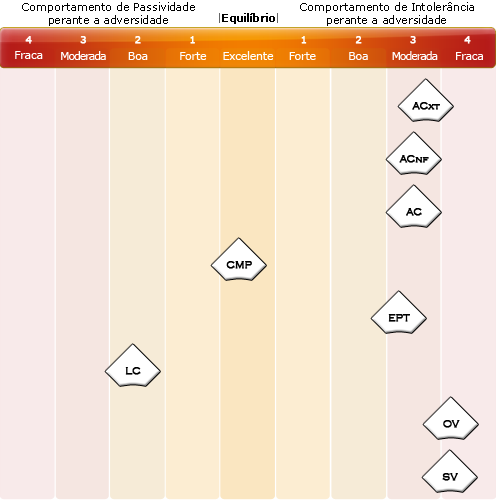 Comportamento de Passividade
perante a adversidade
|Equilíbrio|
Comportamento de Intolerância
perante a adversidade
4 3 2 1 1 2 3 4
Fraca Moderada Boa Forte Excelente Forte Boa Moderada Fraca
ACXT
ACNF
AC
CMP
EPT
LC
OV
SV